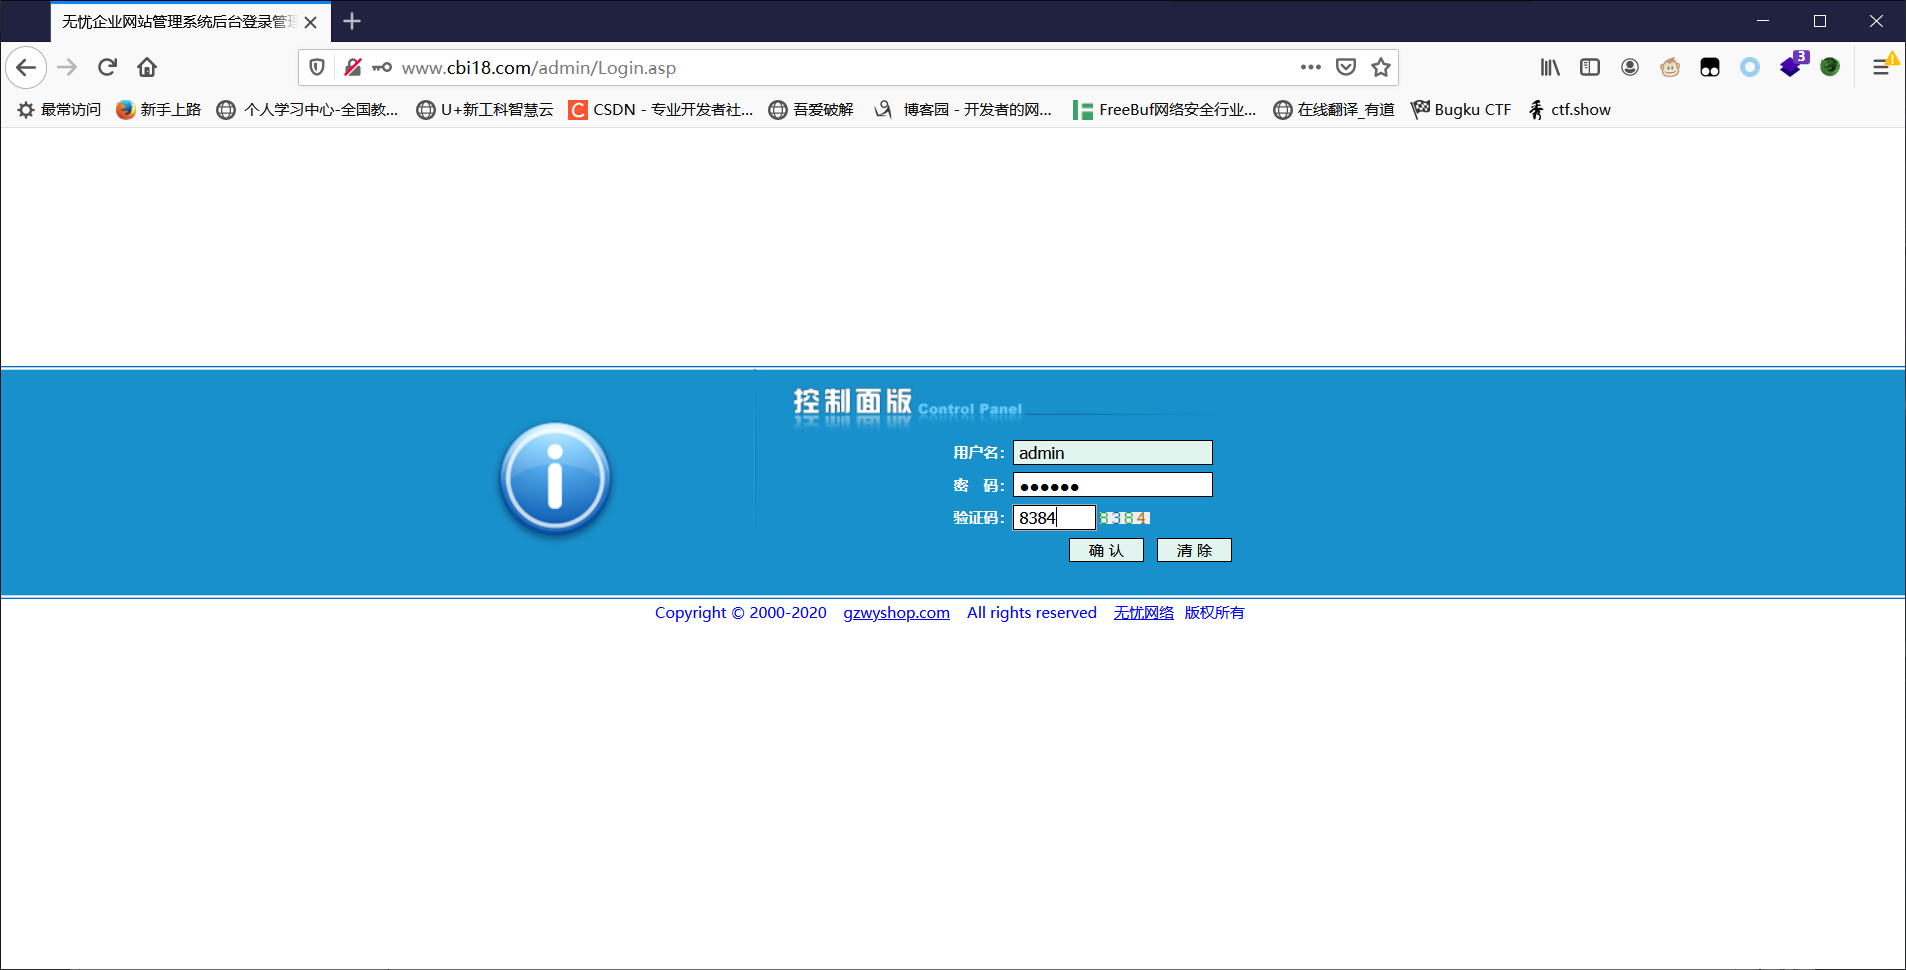 无忧企业网站管理系统后台登录管理
www.cbi18.com/admin/Login.asp
3
最常访问 新手上路 个人学习中心-全国教... U+新工科智慧云 CSDN - 专业开发者社... 吾爱破解 博客园 - 开发者的网... FreeBuf网络安全行业... 在线翻译_有道 Bugku CTF ctf.show
控制面版 Control Panel
用户名： admin
密 码： ●●●●●●
验证码： 8384 8384
确 认 清 除
Copyright © 2000-2020 gzwyshop.com All rights reserved 无忧网络 版权所有